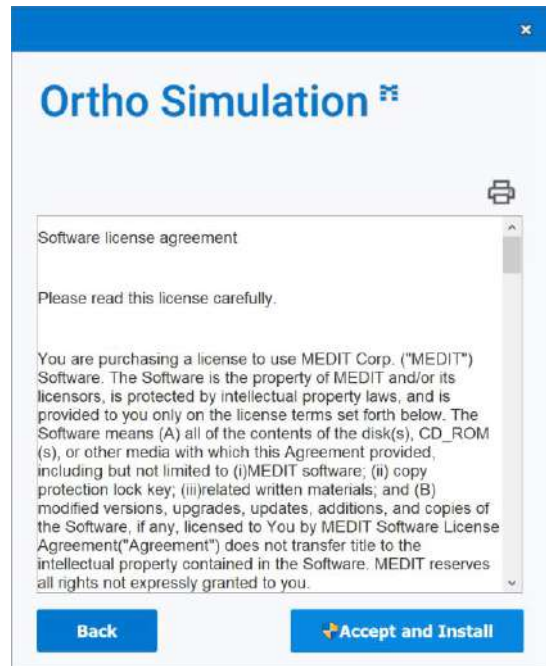 Ortho Simulation
Software license agreement
Please read this license carefully.
You are purchasing a license to use MEDIT Corp. ("MEDIT")
Software. The Software is the property of MEDIT and/or its
licensors, is protected by intellectual property laws, and is
provided to you only on the license terms set forth below. The
Software means (A) all of the contents of the disk(s), CD_ROM
(s), or other media with which this Agreement provided,
including but not limited to (i)MEDIT software; (ii) copy
protection lock key; (iii)related written materials; and (B)
modified versions, upgrades, updates, additions, and copies of
the Software, if any, licensed to You by MEDIT Software License
Agreement("Agreement") does not transfer title to the
intellectual property contained in the Software. MEDIT reserves
all rights not expressly granted to you.
Back
Accept and Install